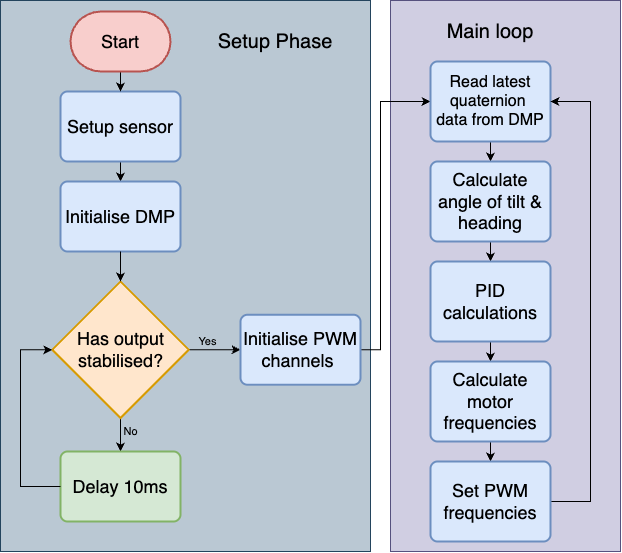 Start
Setup Phase
Setup sensor
Initialise DMP
Has output
stabilised?
Yes
No
Delay 10ms
Initialise PWM
channels
Main loop
Read latest
quaternion
data from DMP
Calculate
angle of tilt &
heading
PID
calculations
Calculate
motor
frequencies
Set PWM
frequencies